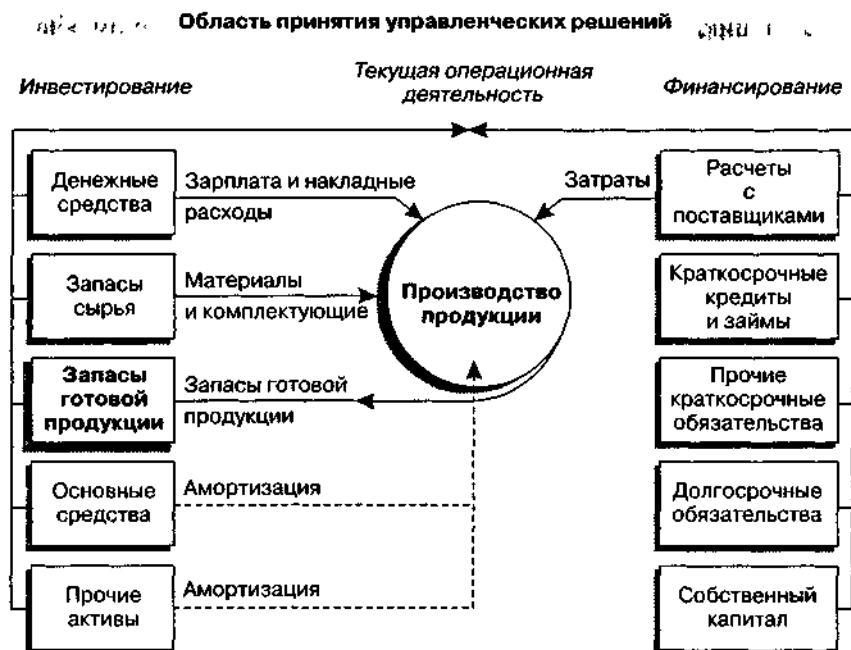 Область принятия управленческих решений
Инвестирование
Текущая операционная
деятельность
Финансирование
Денежные
средства
Зарплата и накладные
расходы
Затраты
Расчеты
с
поставщиками
Запасы
сырья
Материалы
и комплектующие
Производство
продукции
Краткосрочные
кредиты
и займы
Запасы
готовой
продукции
Запасы готовой
продукции
Прочие
краткосрочные
обязательства
Основные
средства
Амортизация
Долгосрочные
обязательства
Прочие
активы
Амортизация
Собственный
капитал